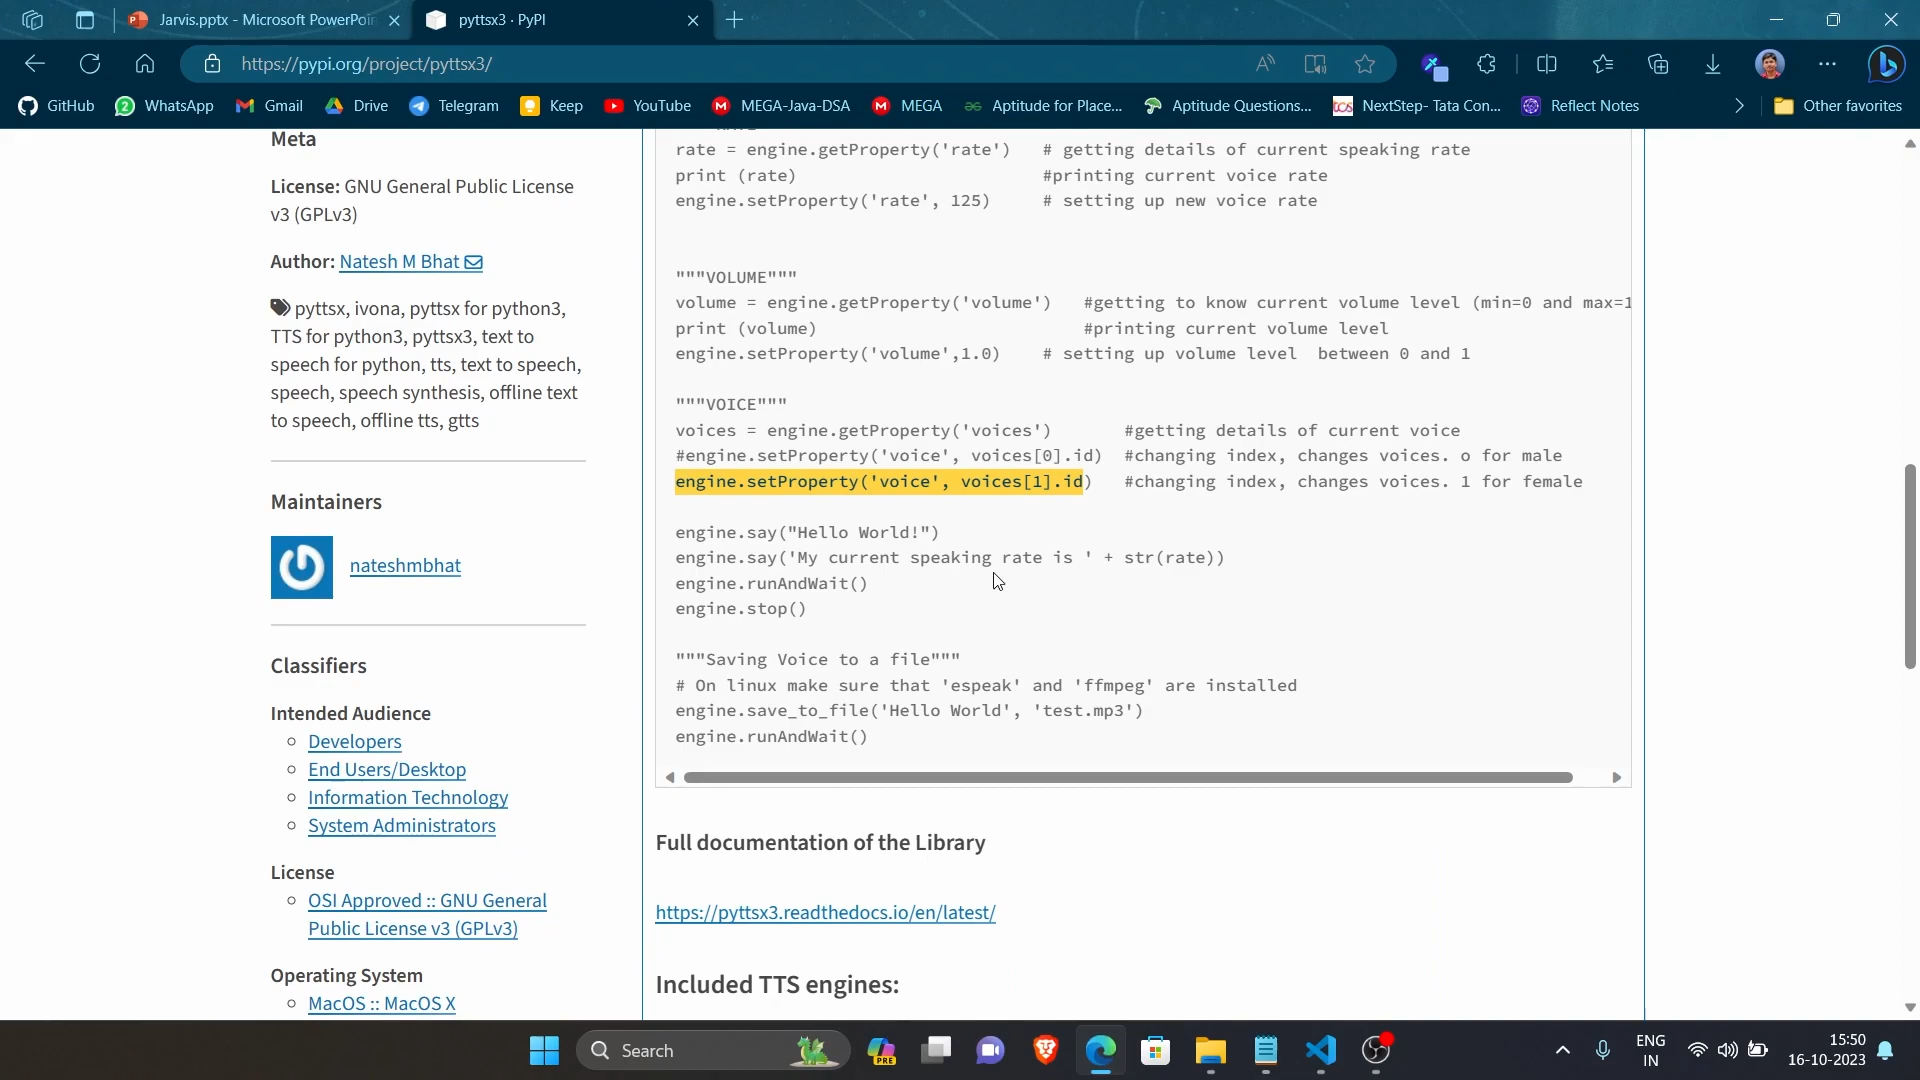 Jarvis.pptx - Microsoft PowerPoin
pyttsx3 · PyPI
https://pypi.org/project/pyttsx3/
GitHub
WhatsApp
Gmail
Drive
Telegram
Keep
YouTube
MEGA-Java-DSA
MEGA
Aptitude for Place...
Aptitude Questions...
NextStep- Tata Con...
Reflect Notes
Other favorites
Meta
License: GNU General Public License
v3 (GPLv3)
Author: Natesh M Bhat
pyttsx, ivona, pyttsx for python3,
TTS for python3, pyttsx3, text to
speech for python, tts, text to speech,
speech, speech synthesis, offline text
to speech, offline tts, gtts
Maintainers
nateshmbhat
Classifiers
Intended Audience
Developers
End Users/Desktop
Information Technology
System Administrators
License
OSI Approved :: GNU General
Public License v3 (GPLv3)
Operating System
MacOS :: MacOS X
rate = engine.getProperty('rate')   # getting details of current speaking rate
print (rate)                        #printing current voice rate
engine.setProperty('rate', 125)     # setting up new voice rate
"""VOLUME"""
volume = engine.getProperty('volume')   #getting to know current volume level (min=0 and max=1
print (volume)                          #printing current volume level
engine.setProperty('volume',1.0)    # setting up volume level  between 0 and 1
"""VOICE"""
voices = engine.getProperty('voices')       #getting details of current voice
#engine.setProperty('voice', voices[0].id)  #changing index, changes voices. o for male
engine.setProperty('voice', voices[1].id)   #changing index, changes voices. 1 for female
engine.say("Hello World!")
engine.say('My current speaking rate is ' + str(rate))
engine.runAndWait()
engine.stop()
"""Saving Voice to a file"""
# On linux make sure that 'espeak' and 'ffmpeg' are installed
engine.save_to_file('Hello World', 'test.mp3')
engine.runAndWait()
Full documentation of the Library
https://pyttsx3.readthedocs.io/en/latest/
Included TTS engines:
Search
PRE
ENG
IN
15:50
16-10-2023